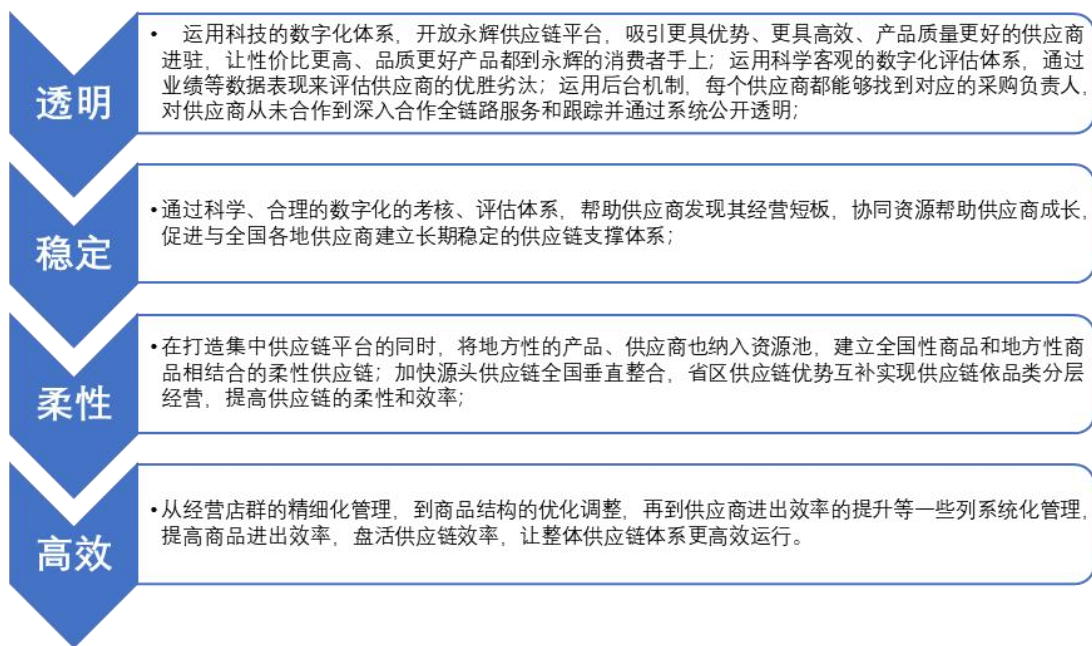 透明
• 运用科技的数字化体系，开放永辉供应链平台，吸引更具优势、更具高效、产品质量更好的供应商
进驻，让性价比更高、品质更好产品都到永辉的消费者手上；运用科学客观的数字化评估体系，通过
业绩等数据表现来评估供应商的优胜劣汰；运用后台机制，每个供应商都能够找到对应的采购负责人，
对供应商从未合作到深入合作全链路服务和跟踪并通过系统公开透明；
稳定
•通过科学、合理的数字化的考核、评估体系，帮助供应商发现其经营短板，协同资源帮助供应商成长，
促进与全国各地供应商建立长期稳定的供应链支撑体系；
柔性
•在打造集中供应链平台的同时，将地方性的产品、供应商也纳入资源池，建立全国性商品和地方性商
品相结合的柔性供应链；加快源头供应链全国垂直整合，省区供应链优势互补实现供应链依品类分层
经营，提高供应链的柔性和效率；
高效
•从经营店群的精细化管理，到商品结构的优化调整，再到供应商进出效率的提升等一些列系统化管理，
提高商品进出效率，盘活供应链效率，让整体供应链体系更高效运行。